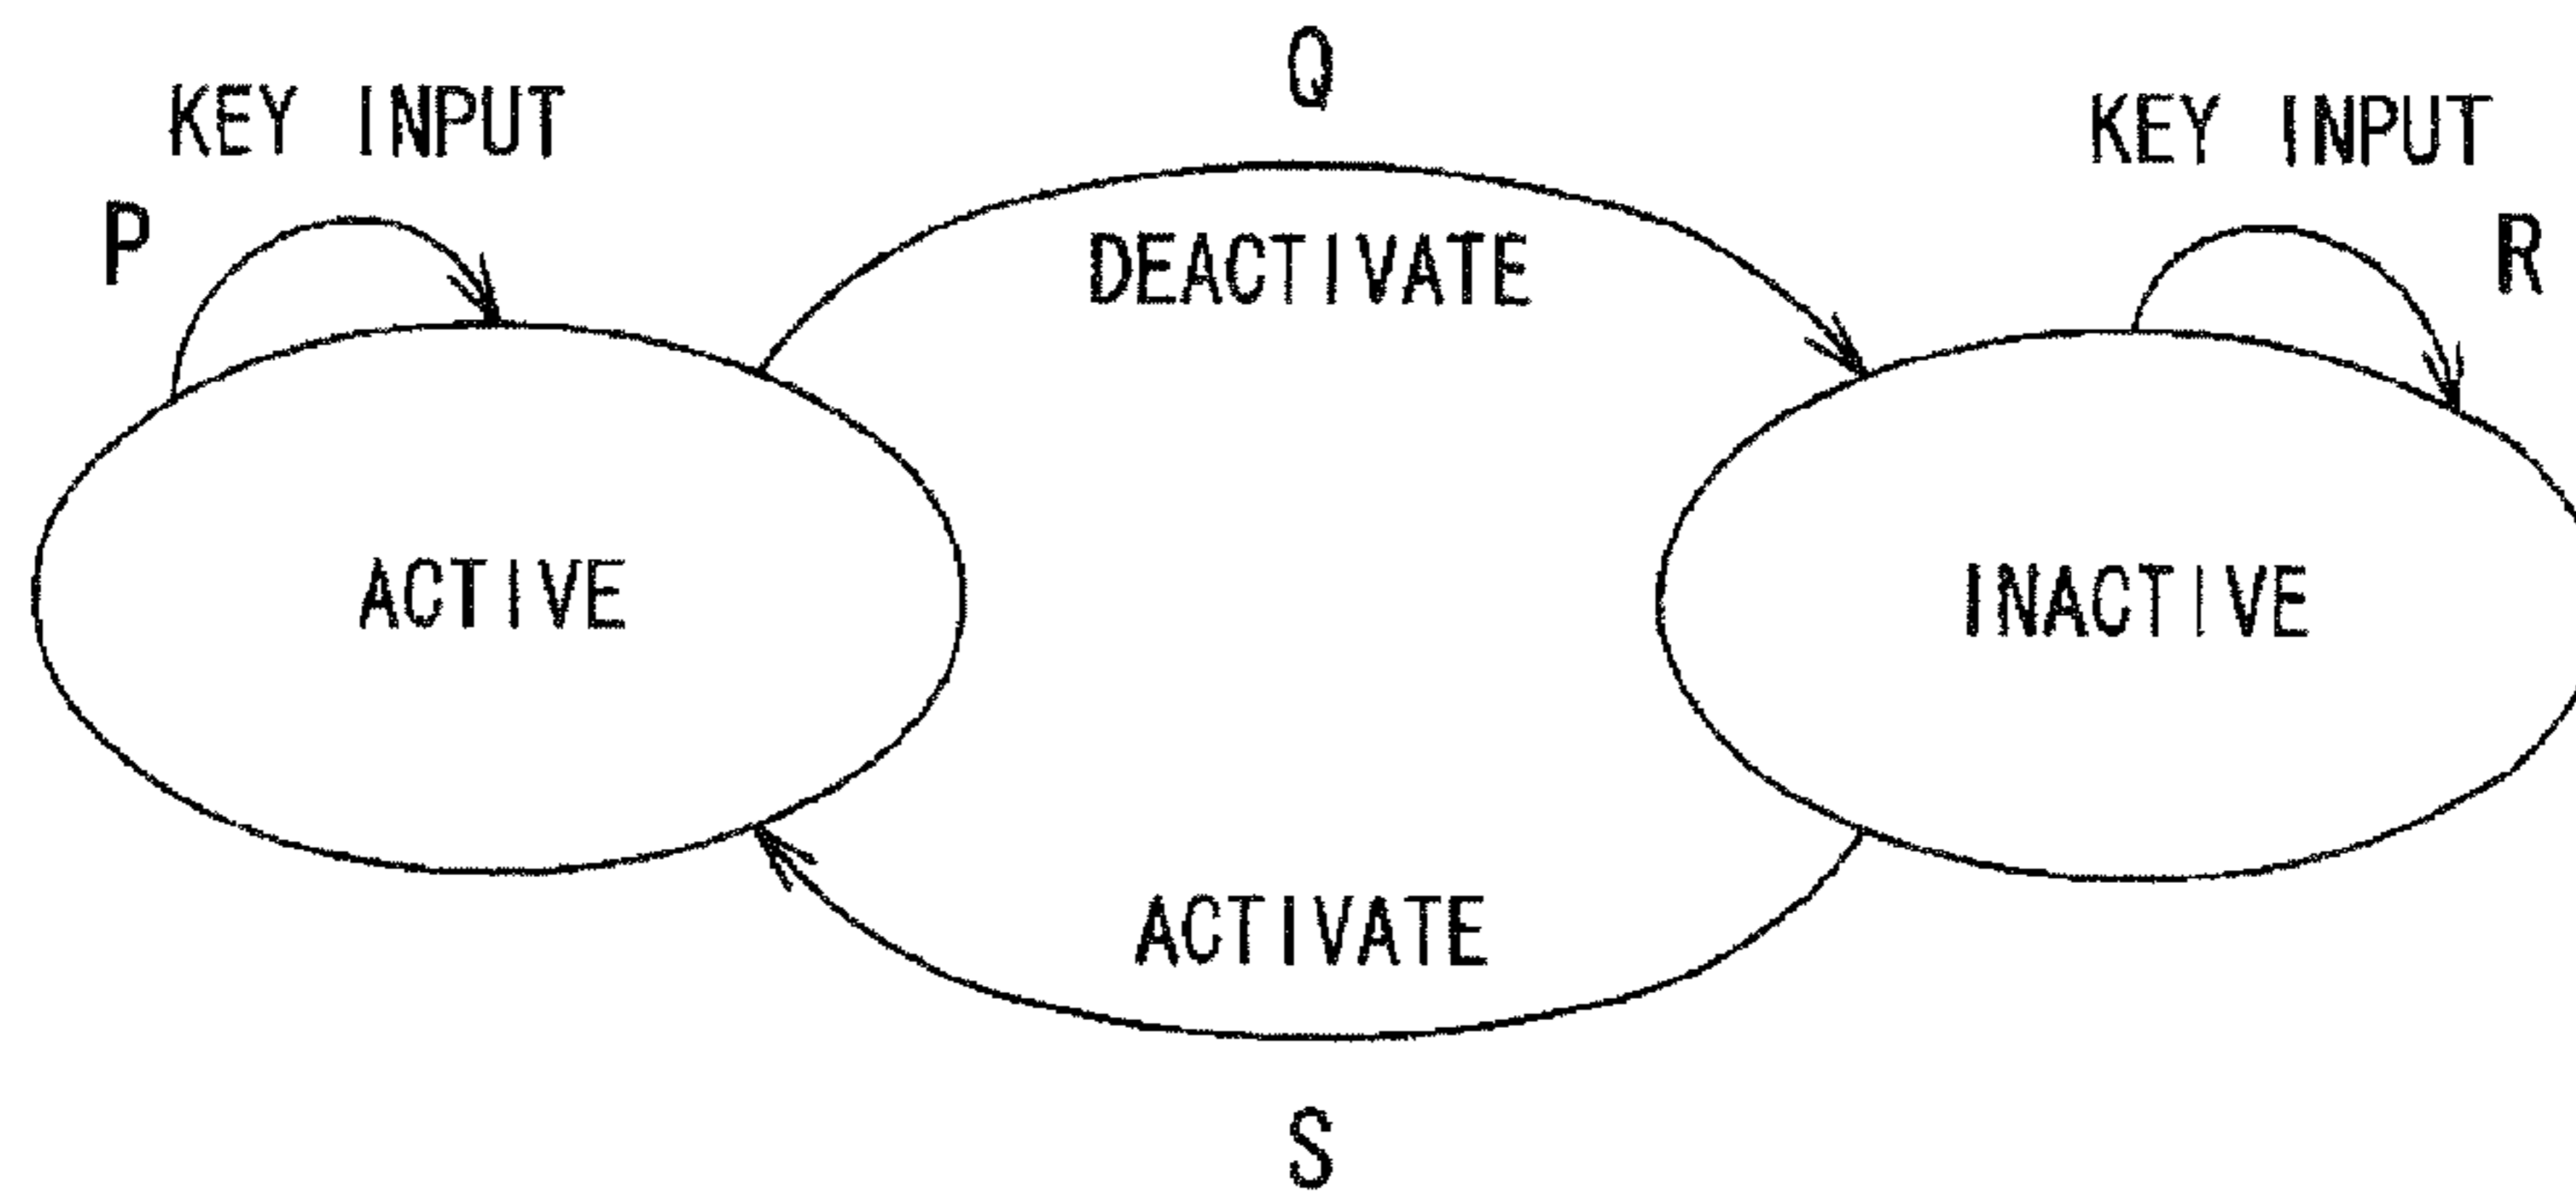 Q
KEY INPUT
KEY INPUT
P
R
DEACTIVATE
ACTIVE
INACTIVE
ACTIVATE
S